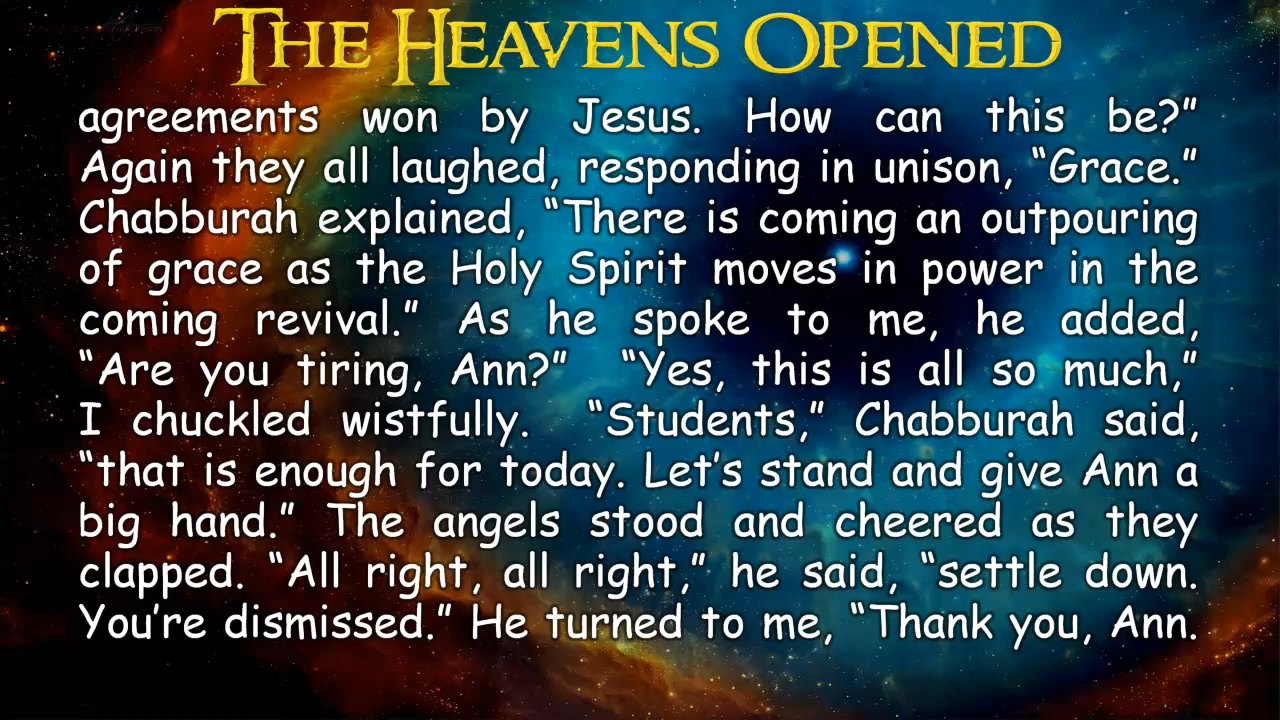 THE HEAVENS OPENED
agreements won by Jesus. How can this be?”
Again they all laughed, responding in unison, “Grace.”
Chabburah explained, “There is coming an outpouring
of grace as the Holy Spirit moves in power in the
coming revival.” As he spoke to me, he added,
“Are you tiring, Ann?” “Yes, this is all so much,”
I chuckled wistfully. “Students,” Chabburah said,
“that is enough for today. Let’s stand and give Ann a
big hand.” The angels stood and cheered as they
clapped. “All right, all right,” he said, “settle down.
You’re dismissed.” He turned to me, “Thank you, Ann.